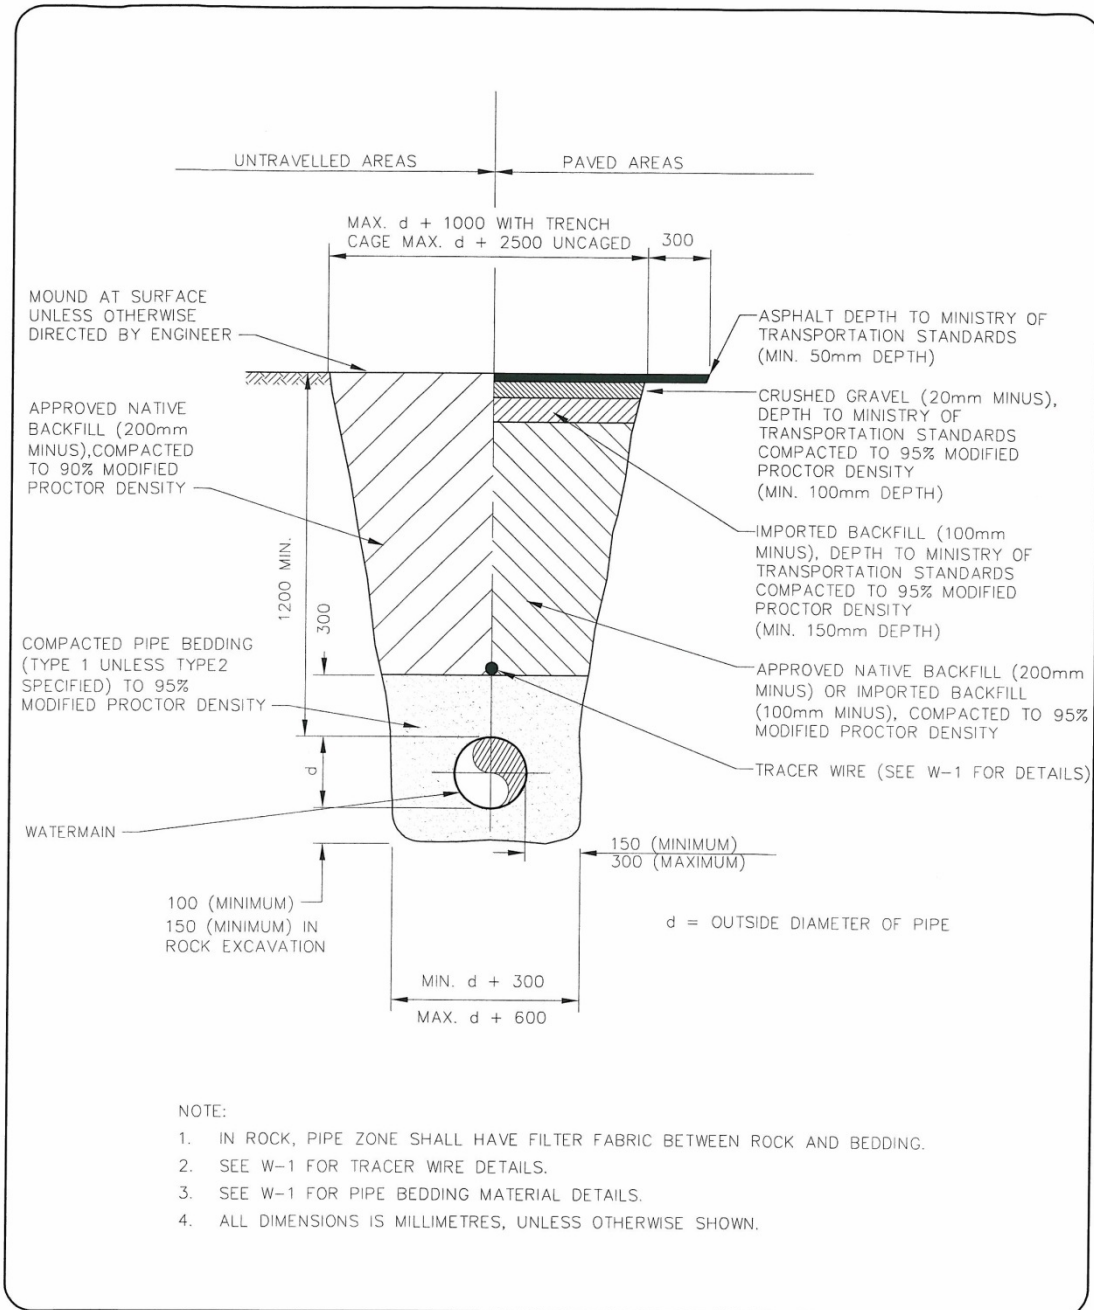 UNTRAVELLED AREAS
PAVED AREAS
MAX. d + 1000 WITH TRENCH
CAGE MAX. d + 2500 UNCAGED
300
MOUND AT SURFACE
UNLESS OTHERWISE
DIRECTED BY ENGINEER
APPROVED NATIVE
BACKFILL (200mm
MINUS),COMPACTED
TO 90% MODIFIED
PROCTOR DENSITY
1200 MIN.
300
COMPACTED PIPE BEDDING
(TYPE 1 UNLESS TYPE2
SPECIFIED) TO 95%
MODIFIED PROCTOR DENSITY
d
WATERMAIN
100 (MINIMUM)
150 (MINIMUM) IN
ROCK EXCAVATION
ASPHALT DEPTH TO MINISTRY OF
TRANSPORTATION STANDARDS
(MIN. 50mm DEPTH)
CRUSHED GRAVEL (20mm MINUS),
DEPTH TO MINISTRY OF
TRANSPORTATION STANDARDS
COMPACTED TO 95% MODIFIED
PROCTOR DENSITY
(MIN. 100mm DEPTH)
IMPORTED BACKFILL (100mm
MINUS), DEPTH TO MINISTRY OF
TRANSPORTATION STANDARDS
COMPACTED TO 95% MODIFIED
PROCTOR DENSITY
(MIN. 150mm DEPTH)
APPROVED NATIVE BACKFILL (200mm
MINUS) OR IMPORTED BACKFILL
(100mm MINUS), COMPACTED TO 95%
MODIFIED PROCTOR DENSITY
TRACER WIRE (SEE W-1 FOR DETAILS)
150 (MINIMUM)
300 (MAXIMUM)
d = OUTSIDE DIAMETER OF PIPE
MIN. d + 300
MAX. d + 600
NOTE:
1. IN ROCK, PIPE ZONE SHALL HAVE FILTER FABRIC BETWEEN ROCK AND BEDDING.
2. SEE W-1 FOR TRACER WIRE DETAILS.
3. SEE W-1 FOR PIPE BEDDING MATERIAL DETAILS.
4. ALL DIMENSIONS IS MILLIMETRES, UNLESS OTHERWISE SHOWN.